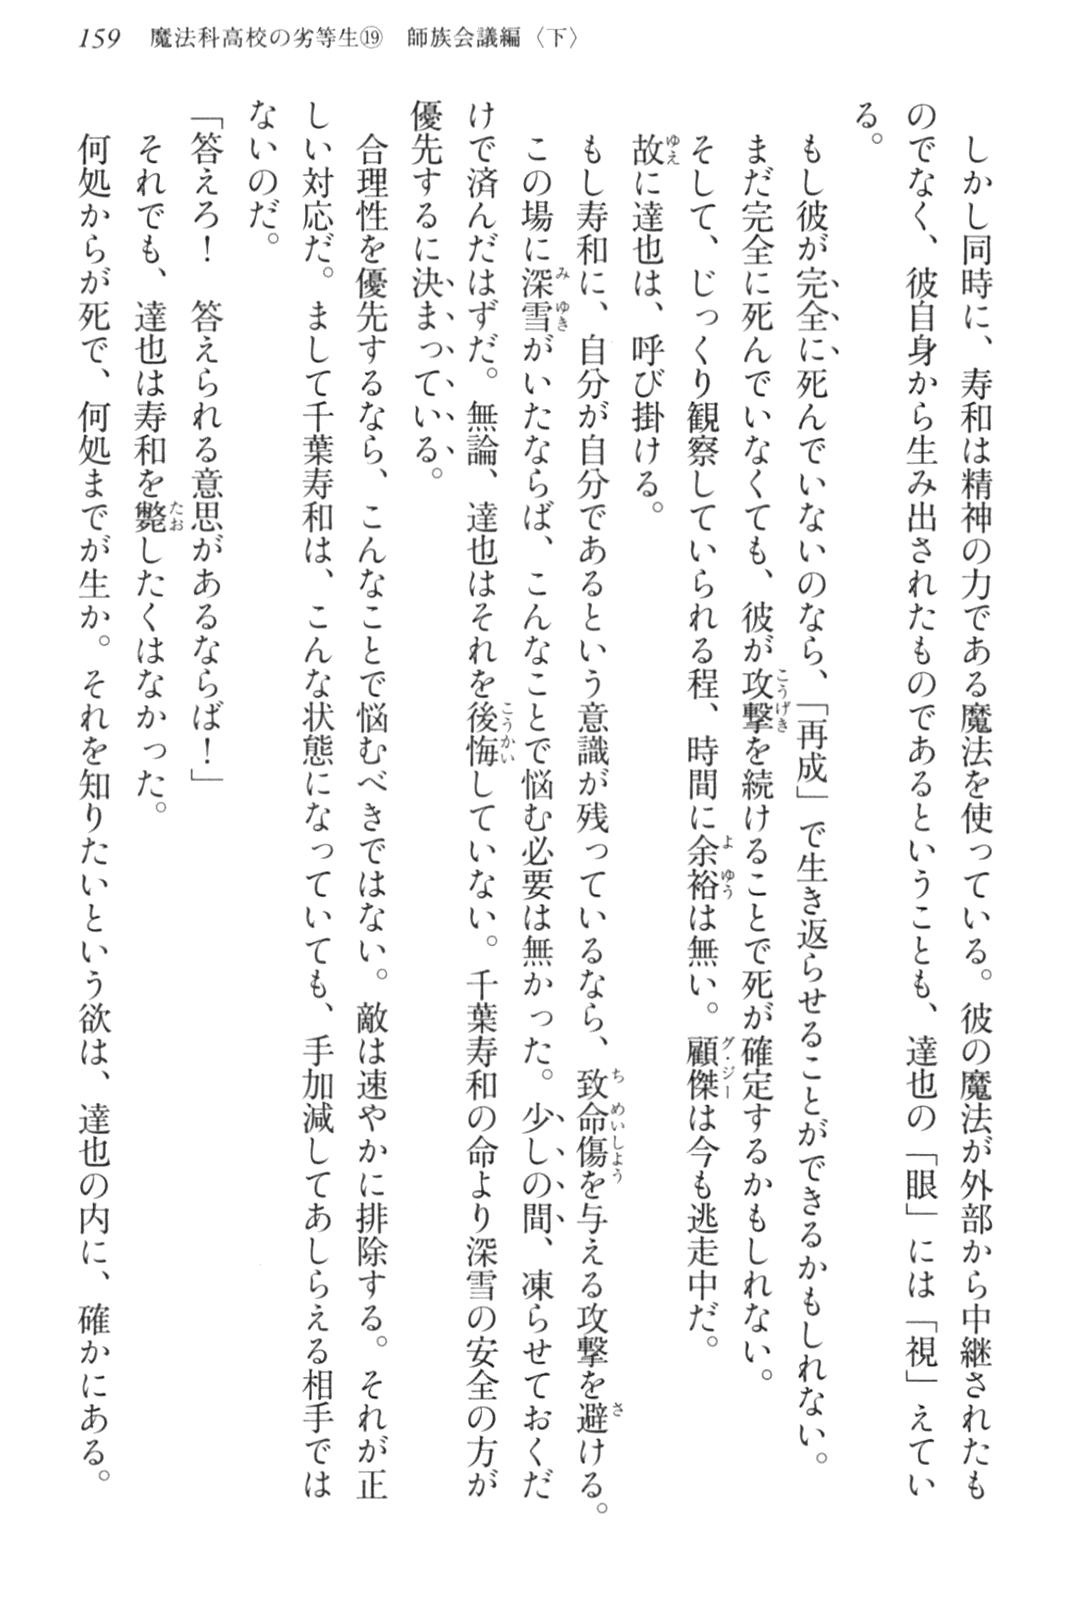 159　魔法科高校の劣等生⑲　師族会議編〈下〉
　しかし同時に、寿和は精神の力である魔法を使っている。彼の魔法が外部から中継されたも
のでなく、彼自身から生み出されたものであるということも、達也の「眼」には「視」えてい
る。
　もし彼が完全に死んでいないのなら、「再成」で生き返らせることができるかもしれない。
　まだ完全に死んでいなくても、彼が攻撃を続けることで死が確定するかもしれない。
　そして、じっくり観察していられる程、時間に余裕は無い。顧傑は今も逃走中だ。
　故に達也は、呼び掛ける。
　もし寿和に、自分が自分であるという意識が残っているなら、致命傷を与える攻撃を避ける。
　この場に深雪がいたならば、こんなことで悩む必要は無かった。少しの間、凍らせておくだ
けで済んだはずだ。無論、達也はそれを後悔していない。千葉寿和の命より深雪の安全の方が
優先するに決まっている。
　合理性を優先するなら、こんなことで悩むべきではない。敵は速やかに排除する。それが正
しい対応だ。まして千葉寿和は、こんな状態になっていても、手加減してあしらえる相手では
ないのだ。
「答えろ！　答えられる意思があるならば！」
　それでも、達也は寿和を斃したくはなかった。
　何処からが死で、何処までが生か。それを知りたいという欲は、達也の内に、確かにある。